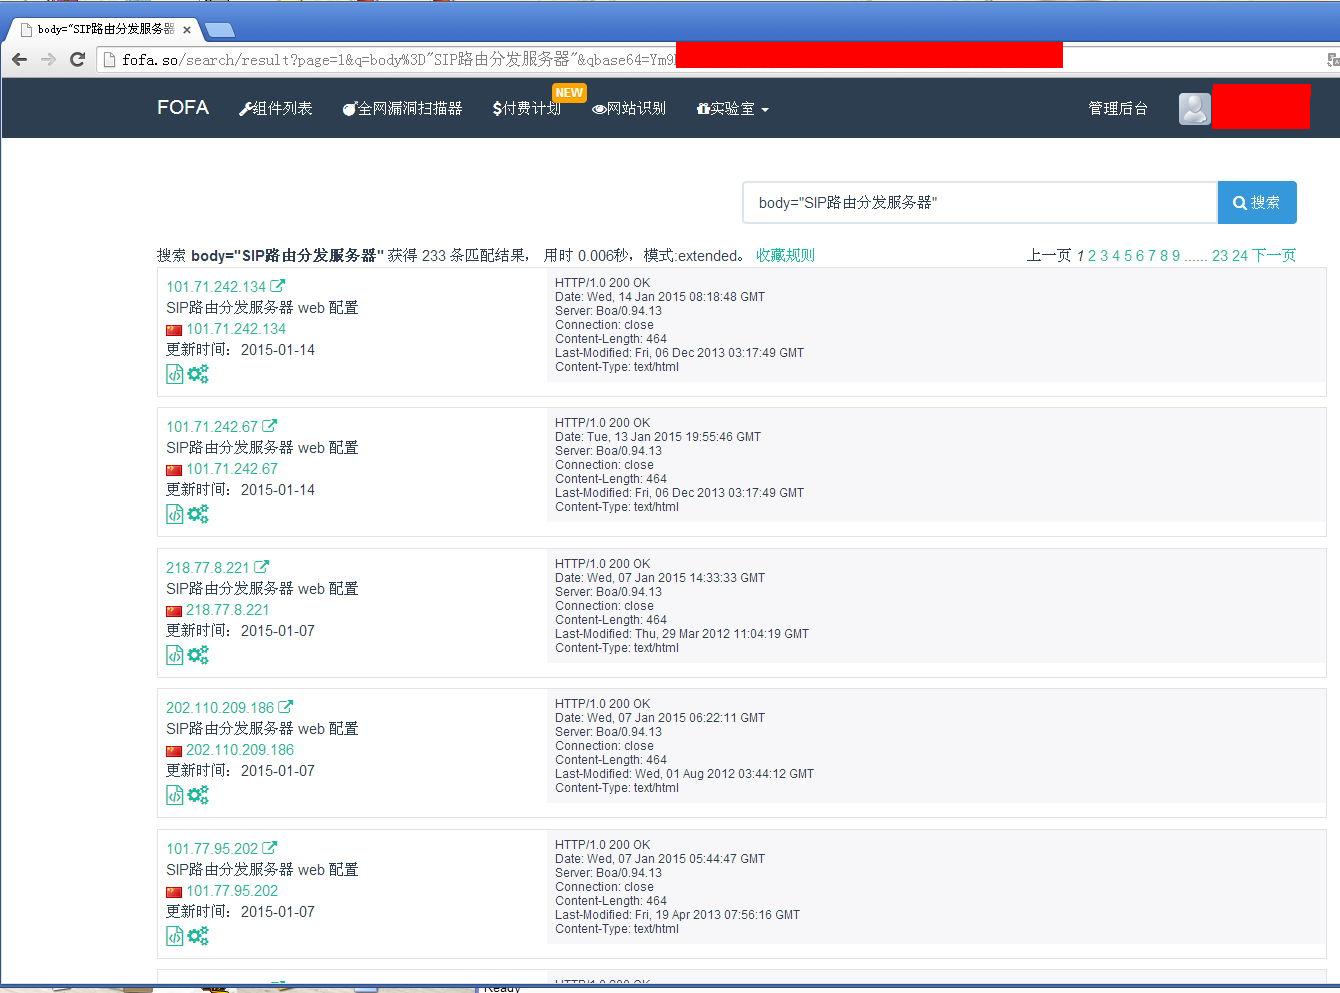 body="SIP路由分发服务器
fofa.so/search/result?page=1&q=body%3D"SIP路由分发服务器"&qbase64=Ym9
FOFA 组件列表 全网漏洞扫描器 $付费计划 NEW 网站识别 实验室 管理后台
body="SIP路由分发服务器" 搜索
搜索 body="SIP路由分发服务器" 获得 233 条匹配结果， 用时 0.006秒，模式:extended。 收藏规则 上一页 1 2 3 4 5 6 7 8 9 ...... 23 24 下一页
101.71.242.134
SIP路由分发服务器 web 配置
101.71.242.134
更新时间：2015-01-14
HTTP/1.0 200 OK
Date: Wed, 14 Jan 2015 08:18:48 GMT
Server: Boa/0.94.13
Connection: close
Content-Length: 464
Last-Modified: Fri, 06 Dec 2013 03:17:49 GMT
Content-Type: text/html
101.71.242.67
SIP路由分发服务器 web 配置
101.71.242.67
更新时间：2015-01-14
HTTP/1.0 200 OK
Date: Tue, 13 Jan 2015 19:55:46 GMT
Server: Boa/0.94.13
Connection: close
Content-Length: 464
Last-Modified: Fri, 06 Dec 2013 03:17:49 GMT
Content-Type: text/html
218.77.8.221
SIP路由分发服务器 web 配置
218.77.8.221
更新时间：2015-01-07
HTTP/1.0 200 OK
Date: Wed, 07 Jan 2015 14:33:33 GMT
Server: Boa/0.94.13
Connection: close
Content-Length: 464
Last-Modified: Thu, 29 Mar 2012 11:04:19 GMT
Content-Type: text/html
202.110.209.186
SIP路由分发服务器 web 配置
202.110.209.186
更新时间：2015-01-07
HTTP/1.0 200 OK
Date: Wed, 07 Jan 2015 06:22:11 GMT
Server: Boa/0.94.13
Connection: close
Content-Length: 464
Last-Modified: Wed, 01 Aug 2012 03:44:12 GMT
Content-Type: text/html
101.77.95.202
SIP路由分发服务器 web 配置
101.77.95.202
更新时间：2015-01-07
HTTP/1.0 200 OK
Date: Wed, 07 Jan 2015 05:44:47 GMT
Server: Boa/0.94.13
Connection: close
Content-Length: 464
Last-Modified: Fri, 19 Apr 2013 07:56:16 GMT
Content-Type: text/html
HTTP/1.0 200 OK
Ready